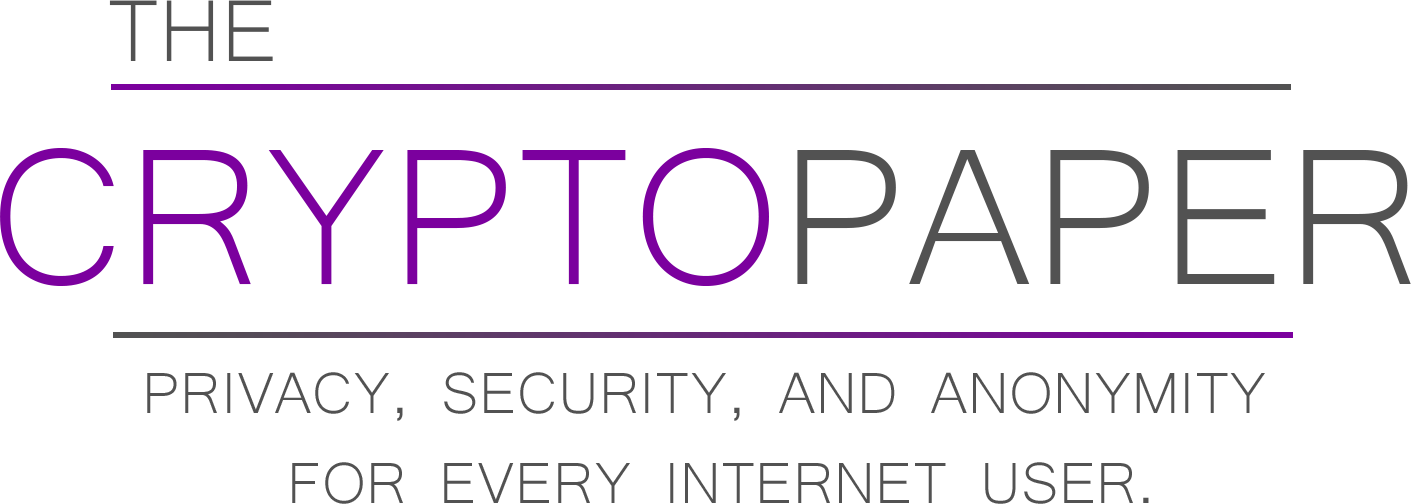 THE
CRYPTOPAPER
PRIVACY, SECURITY, AND ANONYMITY
FOR EVERY INTERNET USER.